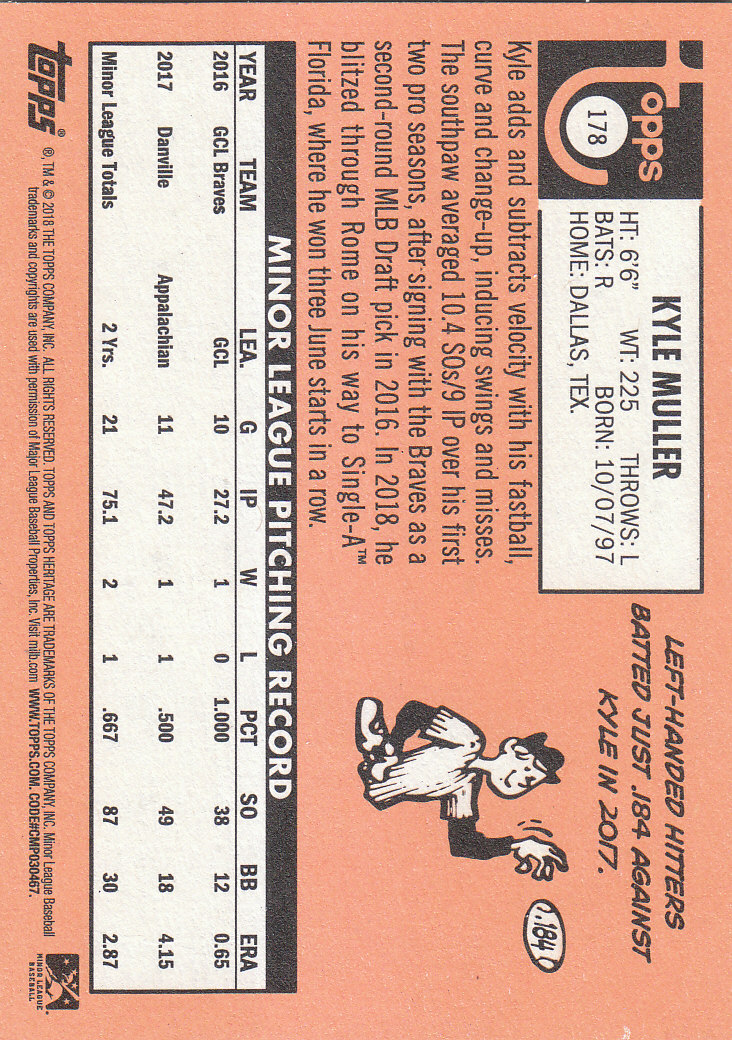 Topps
178
KYLE MULLER
HT: 6'6" WT: 225 THROWS: L
BATS: R BORN: 10/07/97
HOME: DALLAS, TEX.
LEFT-HANDED HITTERS
BATTED JUST .184 AGAINST
KYLE IN 2017.
.184
Kyle adds and subtracts velocity with his fastball,
curve and change-up, inducing swings and misses.
The southpaw averaged 10.4 SOs/9 IP over his first
two pro seasons, after signing with the Braves as a
second-round MLB Draft pick in 2016. In 2018, he
blitzed through Rome on his way to Single-A™
Florida, where he won three June starts in a row.
MINOR LEAGUE PITCHING RECORD
YEAR TEAM LEA. G IP W L PCT SO BB ERA
2016 GCL Braves GCL 10 27.2 1 0 1.000 38 12 0.65
2017 Danville Appalachian 11 47.2 1 1 .500 49 18 4.15
Minor League Totals 2 Yrs. 21 75.1 2 1 .667 87 30 2.87
Topps®
®, TM & © 2018 THE TOPPS COMPANY, INC. ALL RIGHTS RESERVED. TOPPS AND TOPPS HERITAGE ARE TRADEMARKS OF THE TOPPS COMPANY, INC. Minor League Baseball
trademarks and copyrights are used with permission of Major League Baseball Properties, Inc. Visit milb.com WWW.TOPPS.COM. CODE#CMP030467.
MINOR LEAGUE
BASEBALL